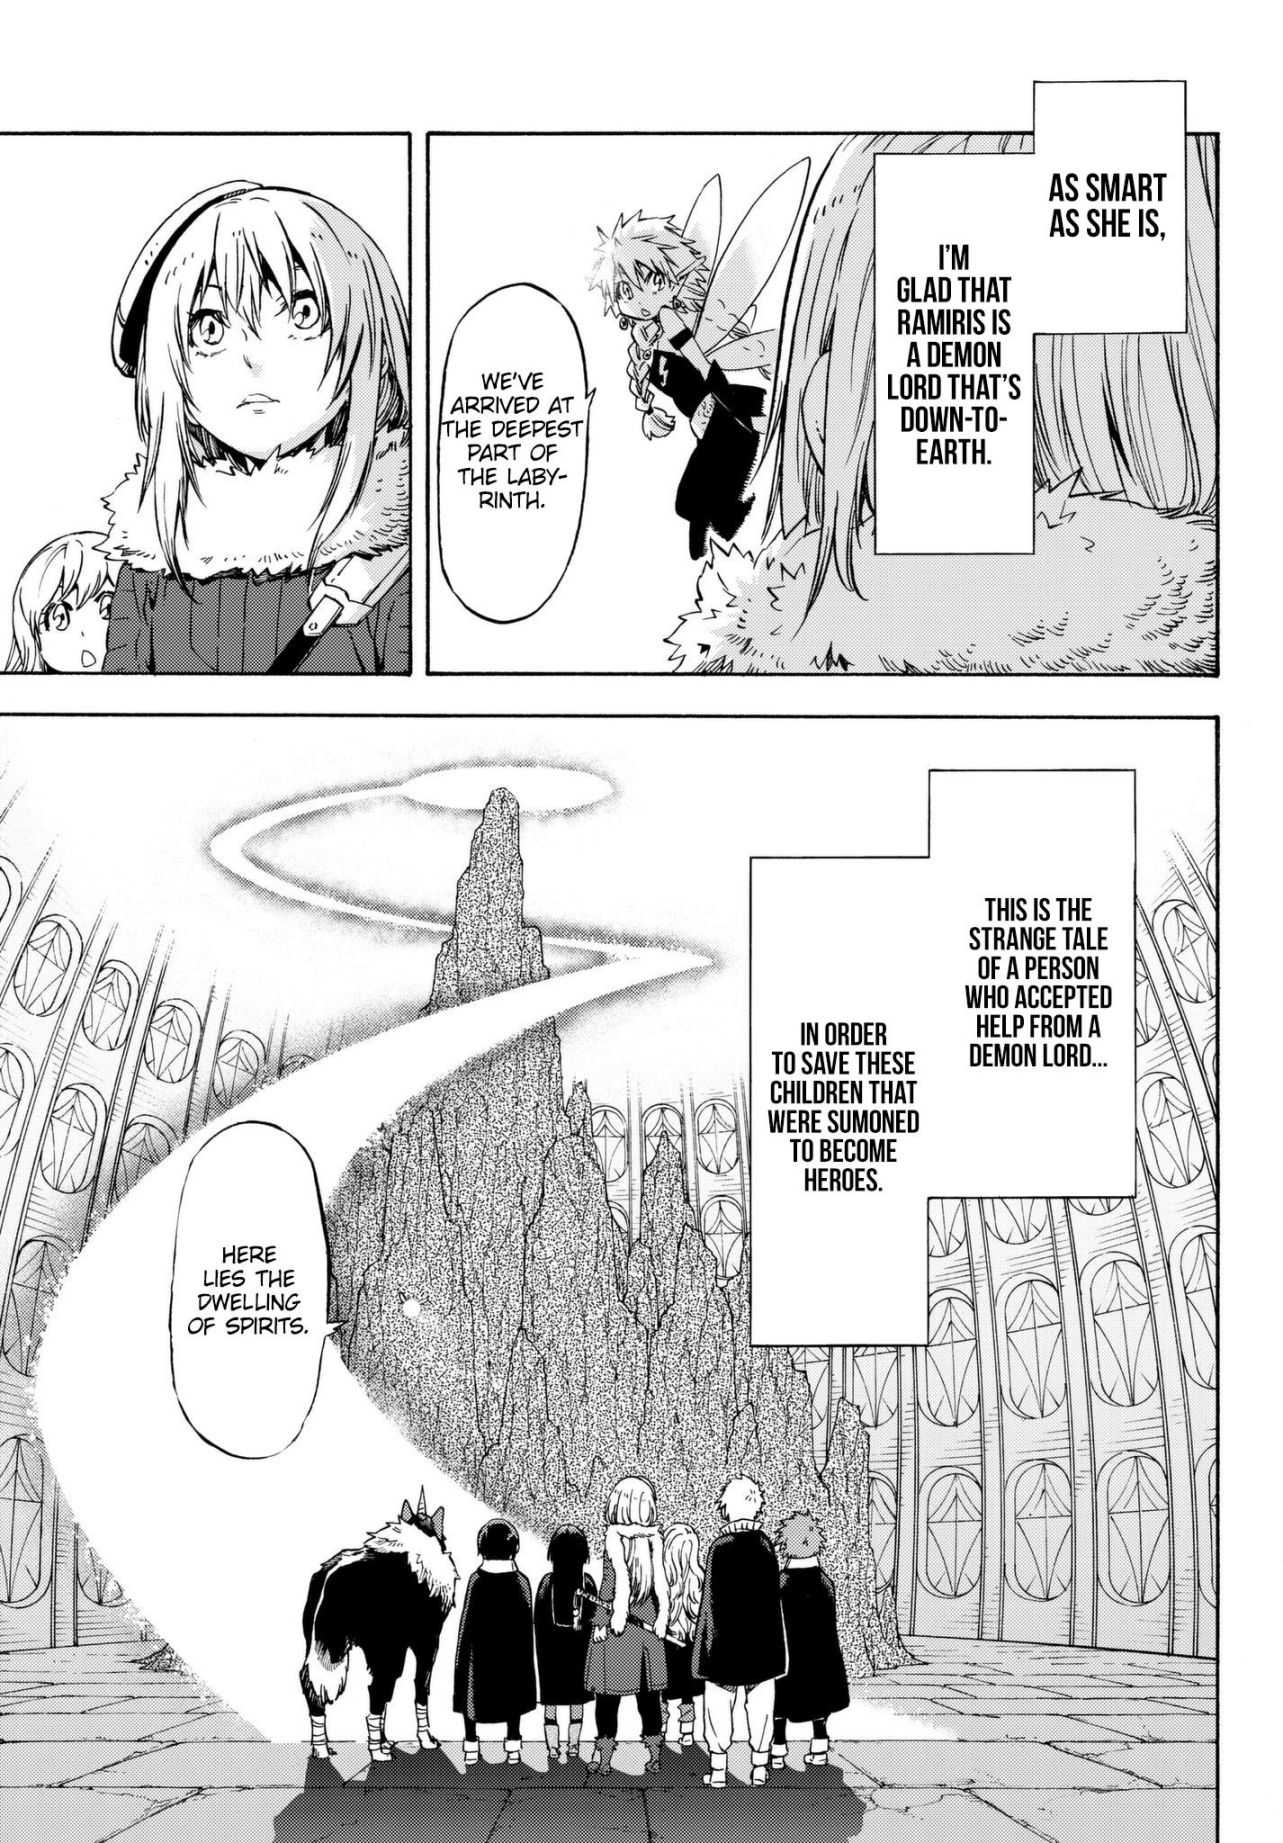 AS SMART
AS SHE IS,
I'M
GLAD THAT
RAMIRIS IS
A DEMON
LORD THAT'S
DOWN-TO-
EARTH.
WE'VE
ARRIVED AT
THE DEEPEST
PART OF
THE LABY-
RINTH.
THIS IS THE
STRANGE TALE
OF A PERSON
WHO ACCEPTED
HELP FROM A
DEMON LORD...
IN ORDER
TO SAVE THESE
CHILDREN THAT
WERE SUMONED
TO BECOME
HEROES.
HERE
LIES THE
DWELLING
OF SPIRITS.